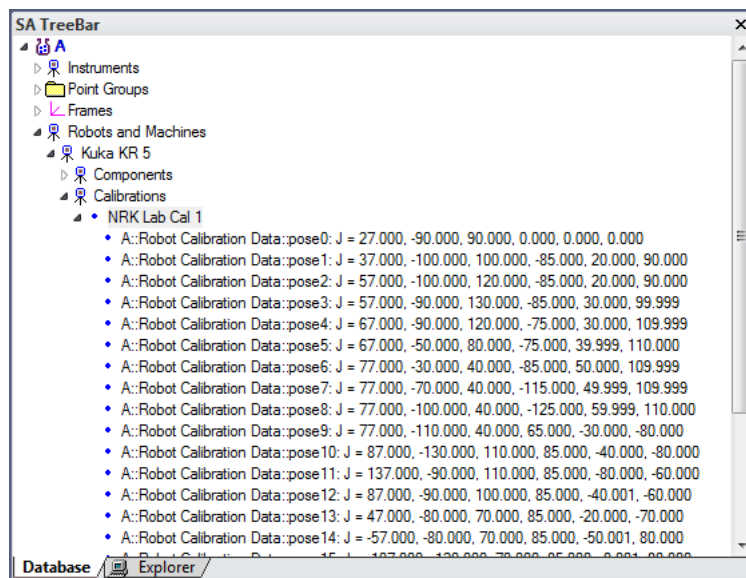 SA TreeBar
A
Instruments
Point Groups
Frames
Robots and Machines
Kuka KR 5
Components
Calibrations
NRK Lab Cal 1
A::Robot Calibration Data::pose0: J = 27.000, -90.000, 90.000, 0.000, 0.000, 0.000
A::Robot Calibration Data::pose1: J = 37.000, -100.000, 100.000, -85.000, 20.000, 90.000
A::Robot Calibration Data::pose2: J = 57.000, -100.000, 120.000, -85.000, 20.000, 90.000
A::Robot Calibration Data::pose3: J = 57.000, -90.000, 130.000, -85.000, 30.000, 99.999
A::Robot Calibration Data::pose4: J = 67.000, -90.000, 120.000, -75.000, 30.000, 109.999
A::Robot Calibration Data::pose5: J = 67.000, -50.000, 80.000, -75.000, 39.999, 110.000
A::Robot Calibration Data::pose6: J = 77.000, -30.000, 40.000, -85.000, 50.000, 109.999
A::Robot Calibration Data::pose7: J = 77.000, -70.000, 40.000, -115.000, 49.999, 109.999
A::Robot Calibration Data::pose8: J = 77.000, -100.000, 40.000, -125.000, 59.999, 110.000
A::Robot Calibration Data::pose9: J = 77.000, -110.000, 40.000, 65.000, -30.000, -80.000
A::Robot Calibration Data::pose10: J = 87.000, -130.000, 110.000, 85.000, -40.000, -80.000
A::Robot Calibration Data::pose11: J = 137.000, -90.000, 110.000, 85.000, -80.000, -60.000
A::Robot Calibration Data::pose12: J = 87.000, -90.000, 100.000, 85.000, -40.001, -60.000
A::Robot Calibration Data::pose13: J = 47.000, -80.000, 70.000, 85.000, -20.000, -70.000
A::Robot Calibration Data::pose14: J = -57.000, -80.000, 70.000, 85.000, -50.001, 80.000
Database Explorer